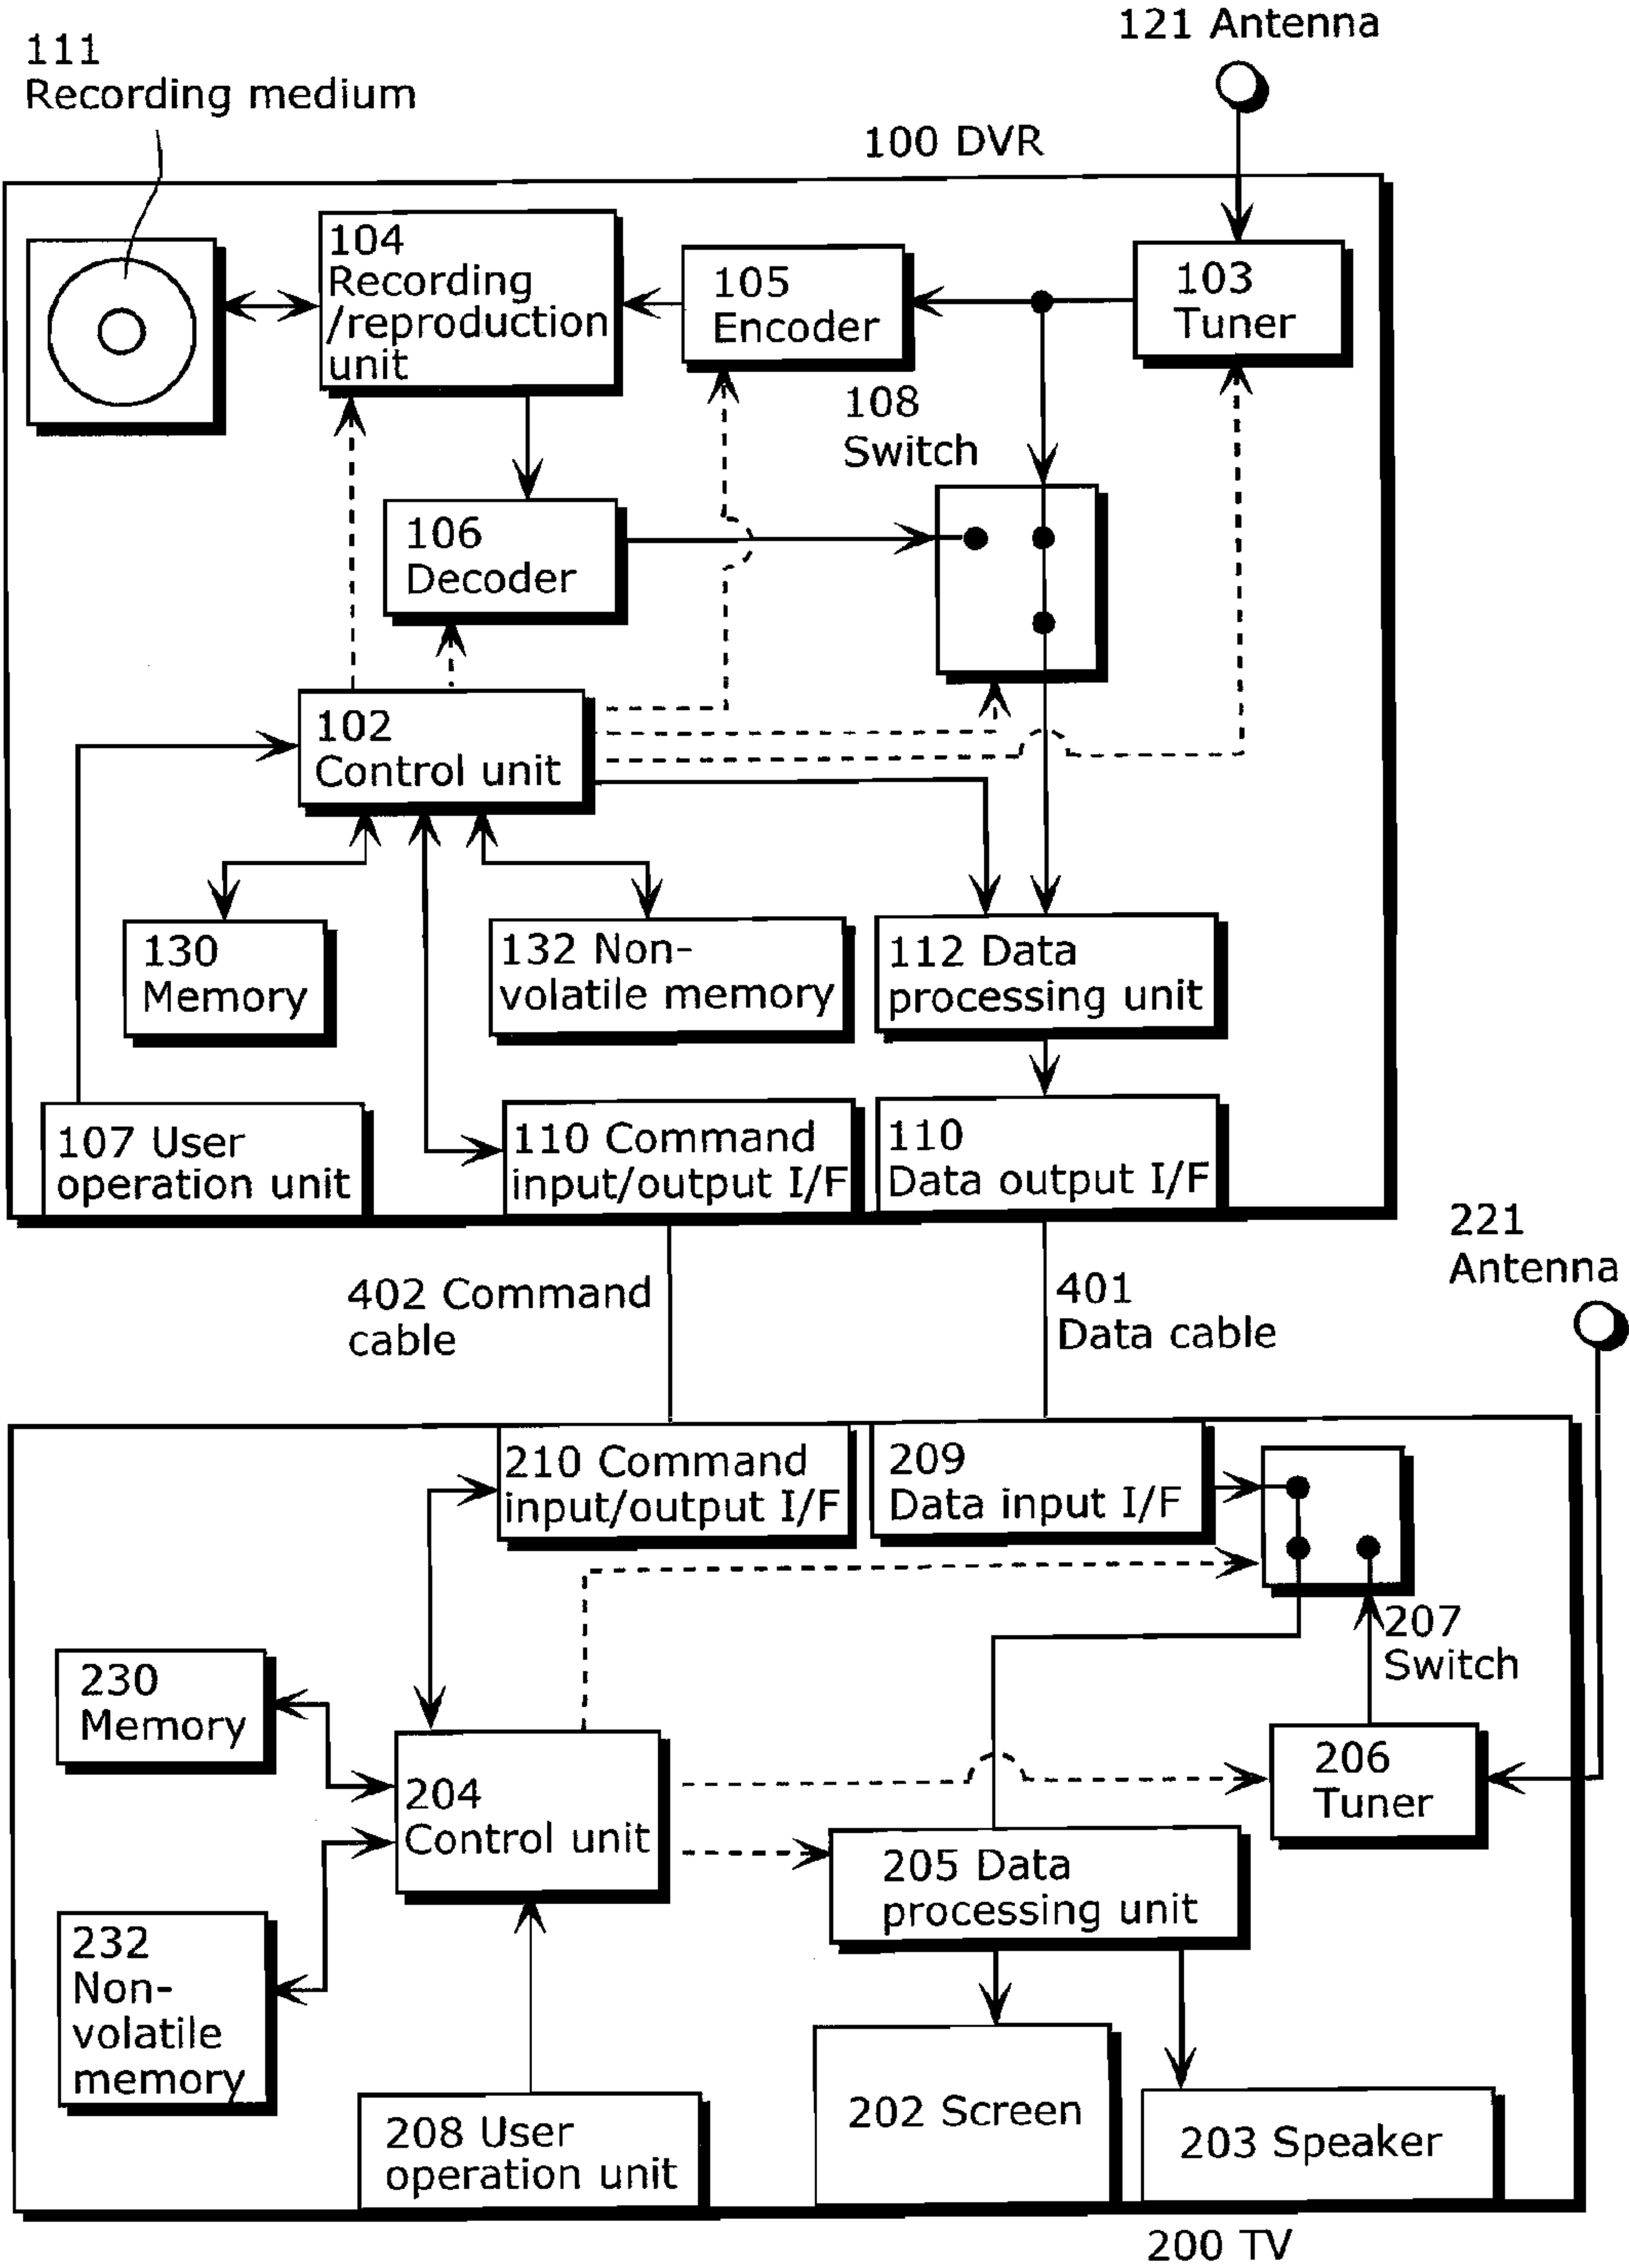 121 Antenna
111
Recording medium
100 DVR
104
Recording
/reproduction
unit
105
Encoder
103
Tuner
108
Switch
106
Decoder
102
Control unit
130
Memory
132 Non-
volatile memory
112 Data
processing unit
107 User
operation unit
110 Command
input/output I/F
110
Data output I/F
221
Antenna
402 Command
cable
401
Data cable
210 Command
input/output I/F
209
Data input I/F
207
Switch
230
Memory
204
Control unit
206
Tuner
205 Data
processing unit
232
Non-
volatile
memory
208 User
operation unit
202 Screen
203 Speaker
200 TV